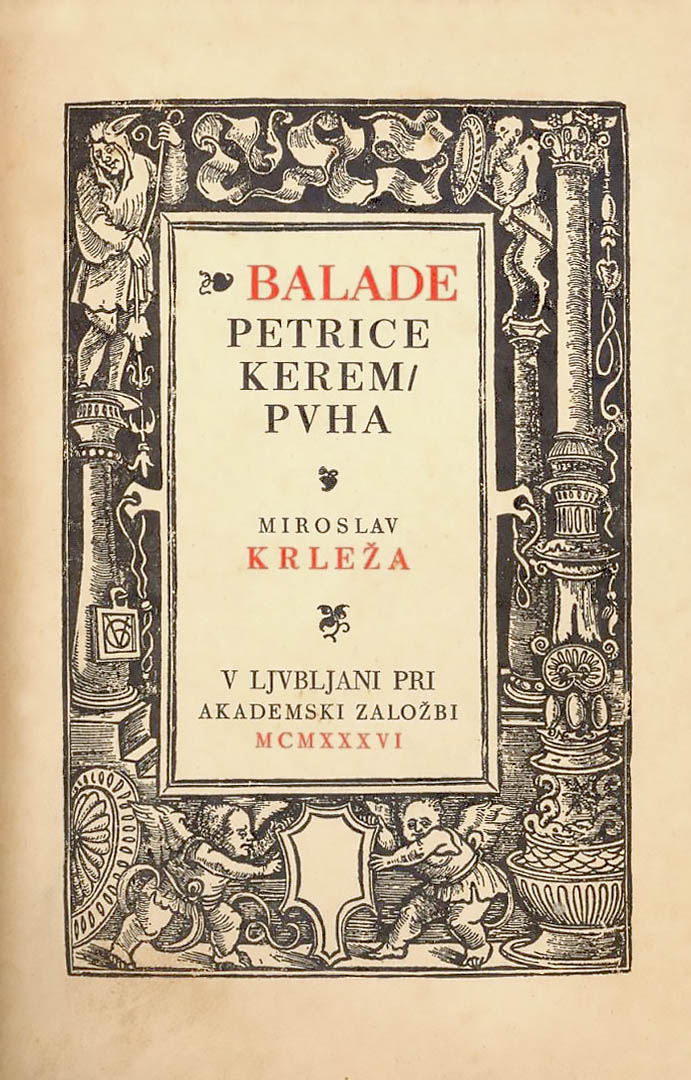 BALADE
PETRICE
KEREM/
PVHA
MIROSLAV
KRLEŽA
V LJVBLJANI PRI
AKADEMSKI ZALOŽBI
MCMXXXVI